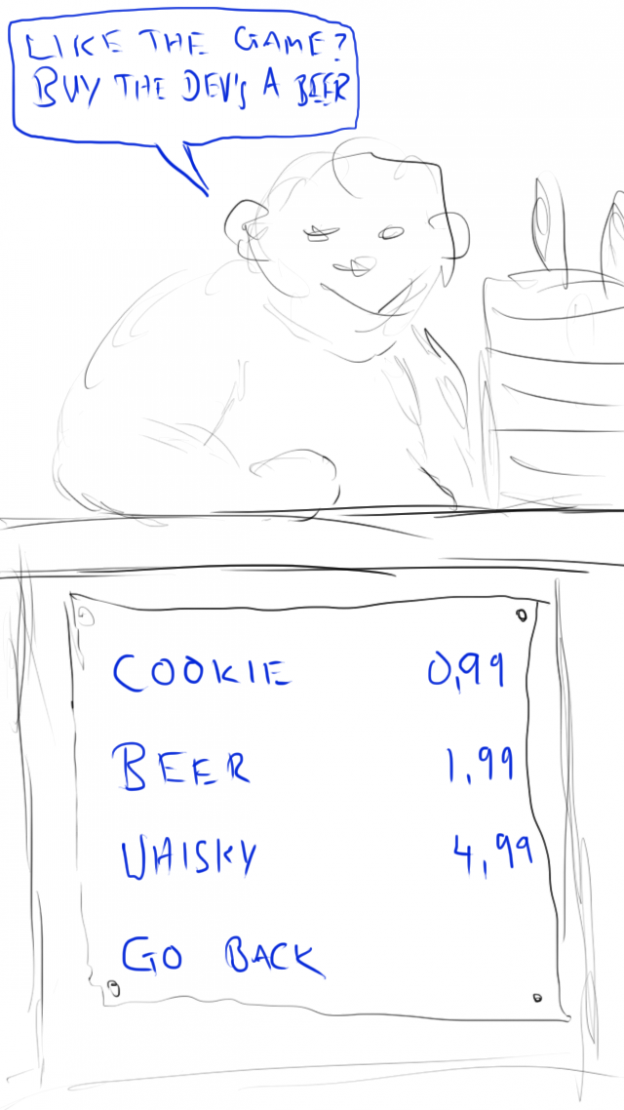 LIKE THE GAME?
BUY THE DEV'S A BEER
COOKIE 0,99
BEER 1,99
WHISKY 4,99
GO BACK